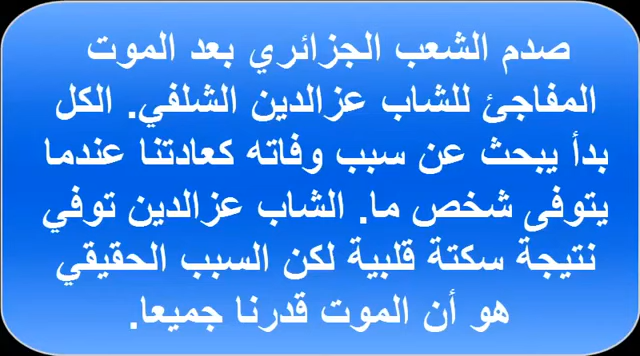 صدم الشعب الجزائري بعد الموت
المفاجئ للشاب عزالدين الشلفي. الكل
بدأ يبحث عن سبب وفاته كعادتنا عندما
يتوفى شخص ما. الشاب عزالدين توفي
نتيجة سكتة قلبية لكن السبب الحقيقي
هو أن الموت قدرنا جميعا.